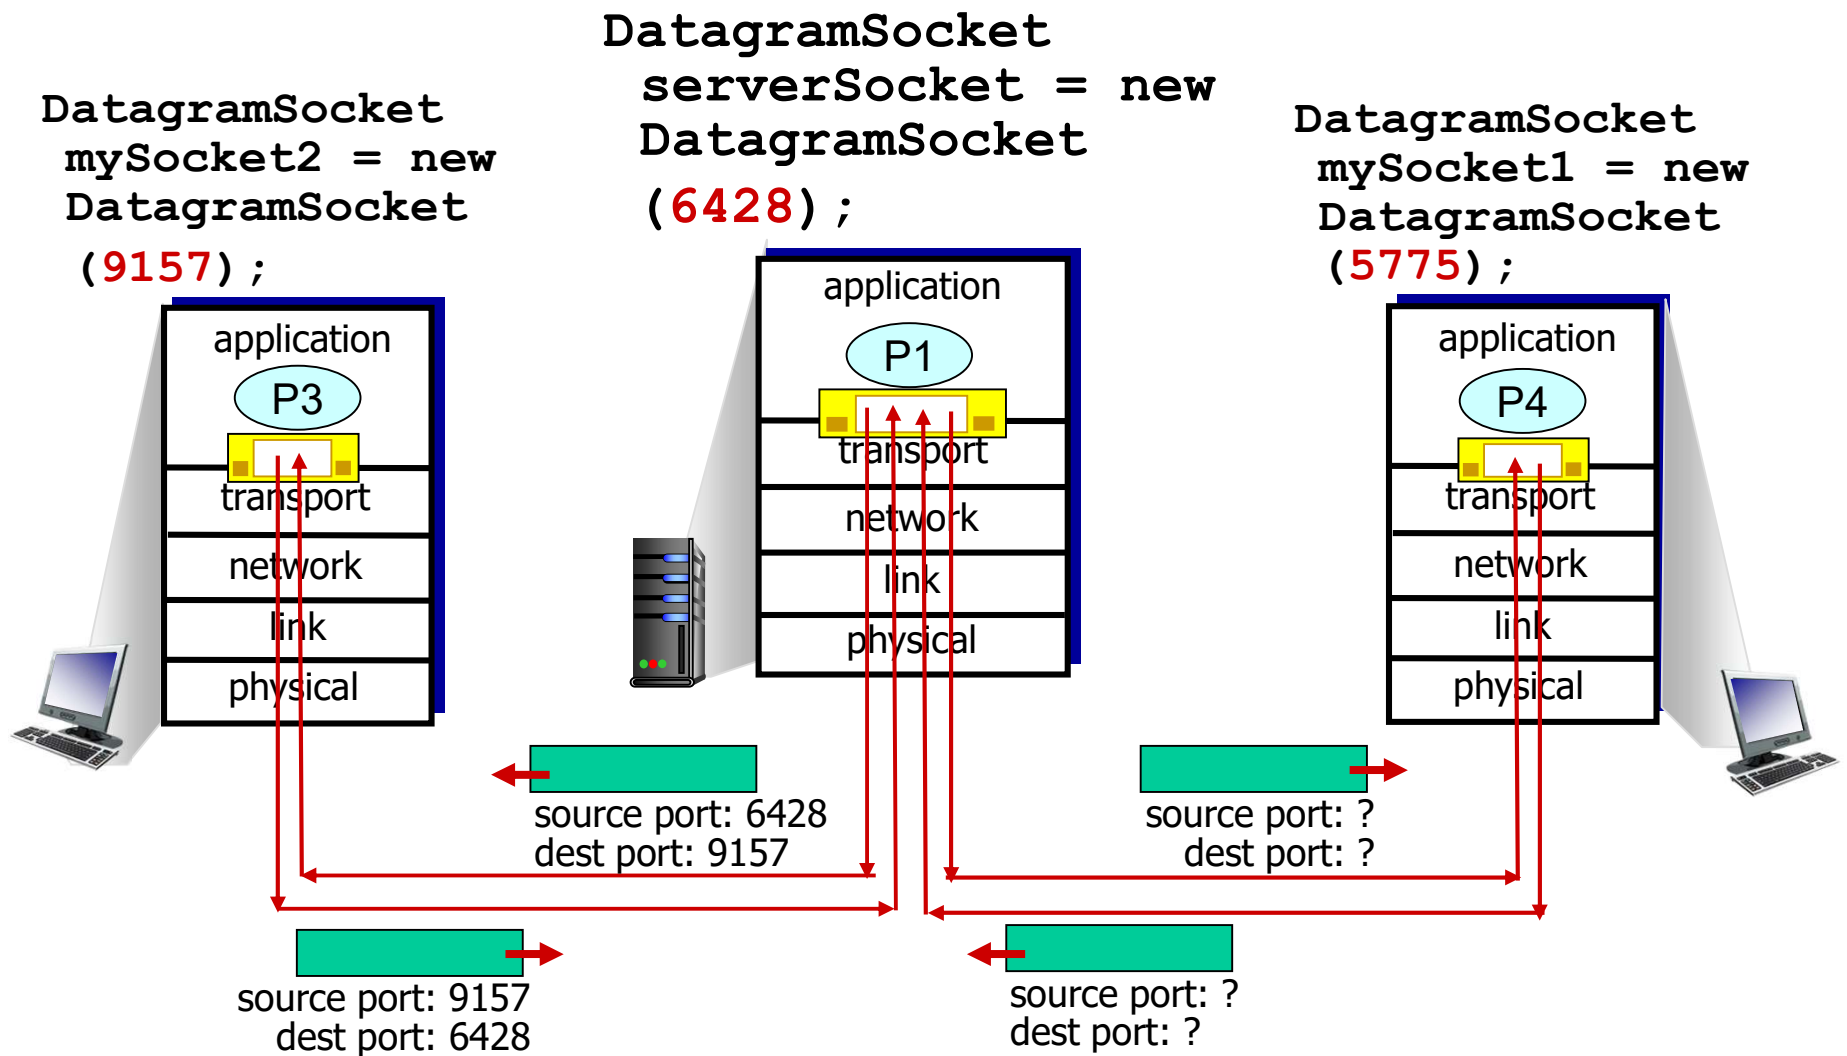 DatagramSocket
serverSocket = new
DatagramSocket
(6428);
DatagramSocket
mySocket2 = new
DatagramSocket
(9157);
DatagramSocket
mySocket1 = new
DatagramSocket
(5775);
application
P3
transport
network
link
physical
application
P1
transport
network
link
physical
application
P4
transport
network
link
physical
source port: 6428
dest port: 9157
source port: ?
dest port: ?
source port: 9157
dest port: 6428
source port: ?
dest port: ?